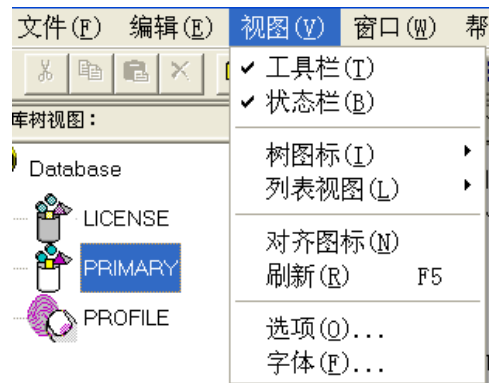 文件(F) 编辑(E) 视图(V) 窗口(W) 帮
✓ 工具栏(T)
✓ 状态栏(B)
库树视图：
树图标(I)
列表视图(L)
对齐图标(N)
刷新(R) F5
选项(O)...
字体(F)...
Database
LICENSE
PRIMARY
PROFILE